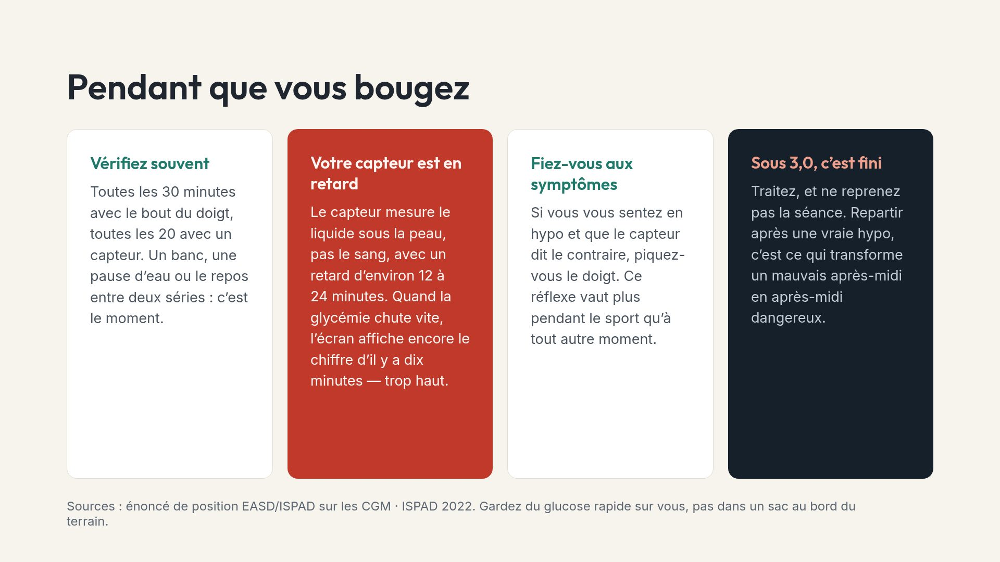 Pendant que vous bougez
Vérifiez souvent
Toutes les 30 minutes
avec le bout du doigt,
toutes les 20 avec un
capteur. Un banc, une
pause d’eau ou le repos
entre deux séries : c’est
le moment.
Votre capteur est en
retard
Le capteur mesure le
liquide sous la peau,
pas le sang, avec un
retard d’environ 12 à
24 minutes. Quand la
glycémie chute vite,
l’écran affiche encore le
chiffre d’il y a dix
minutes — trop haut.
Fiez-vous aux
symptômes
Si vous vous sentez en
hypo et que le capteur
dit le contraire, piquez-
vous le doigt. Ce
réflexe vaut plus
pendant le sport qu’à
tout autre moment.
Sous 3,0, c’est fini
Traitez, et ne reprenez
pas la séance. Repartir
après une vraie hypo,
c’est ce qui transforme
un mauvais après-midi
en après-midi
dangereux.
Sources : énoncé de position EASD/ISPAD sur les CGM · ISPAD 2022. Gardez du glucose rapide sur vous, pas dans un sac au bord du
terrain.